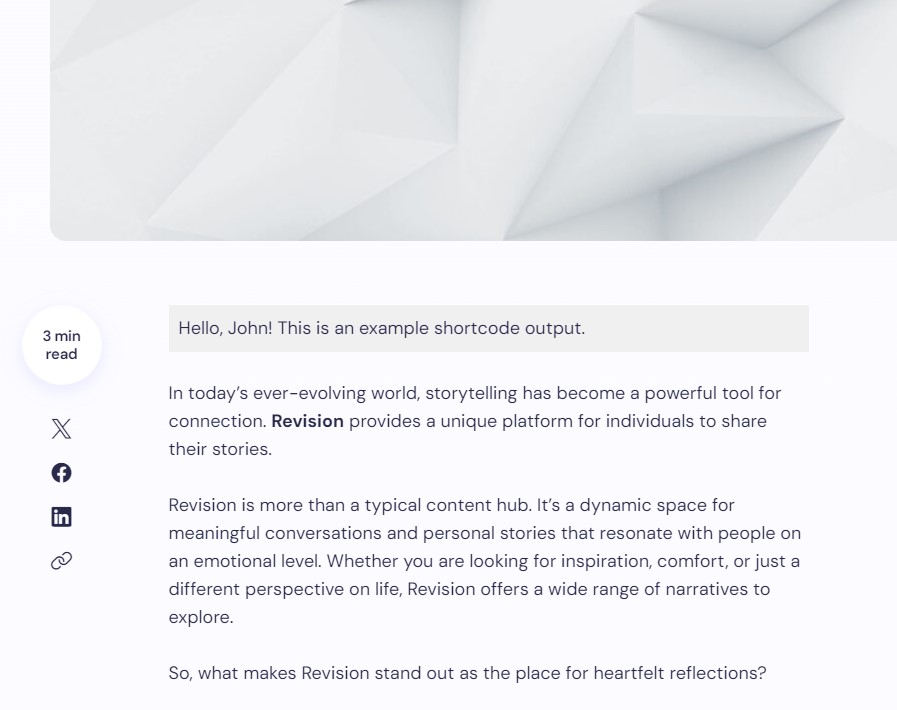 3 min
read
Hello, John! This is an example shortcode output.
In today’s ever-evolving world, storytelling has become a powerful tool for
connection. Revision provides a unique platform for individuals to share
their stories.
Revision is more than a typical content hub. It’s a dynamic space for
meaningful conversations and personal stories that resonate with people on
an emotional level. Whether you are looking for inspiration, comfort, or just a
different perspective on life, Revision offers a wide range of narratives to
explore.
So, what makes Revision stand out as the place for heartfelt reflections?